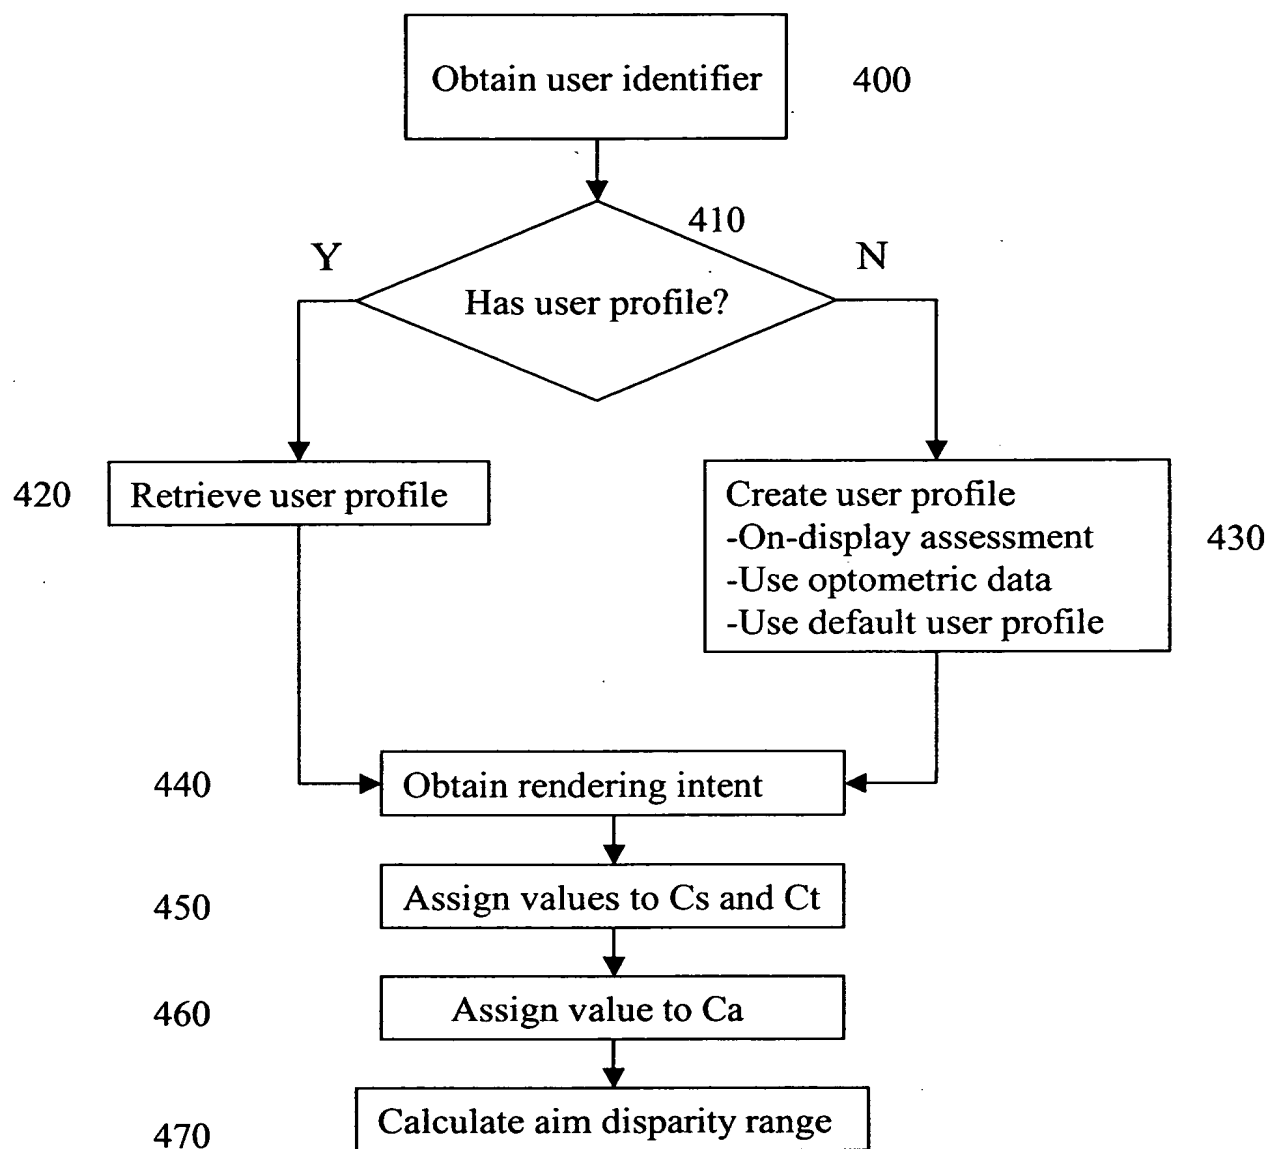 Obtain user identifier
400
410
Y
N
Has user profile?
420
Retrieve user profile
Create user profile
-On-display assessment
-Use optometric data
-Use default user profile
430
440
Obtain rendering intent
450
Assign values to Cs and Ct
460
Assign value to Ca
470
Calculate aim disparity range